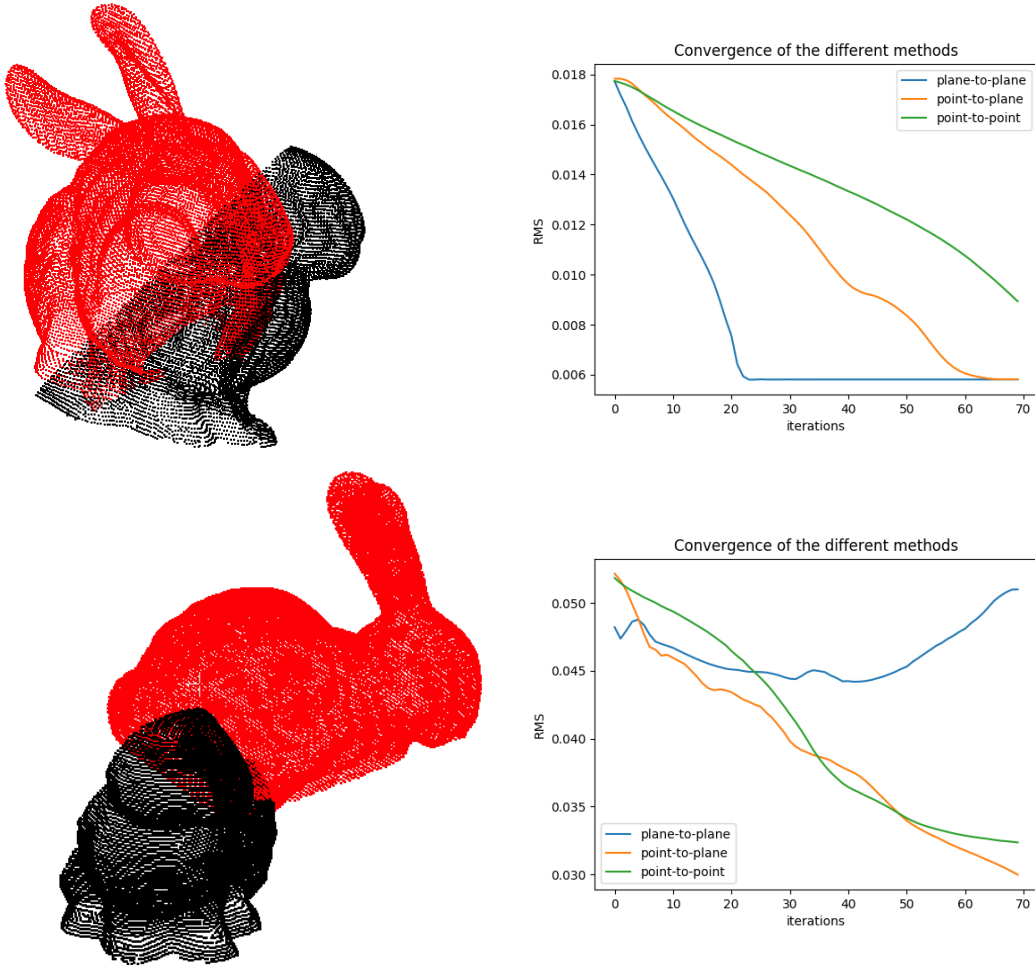 Convergence of the different methods
0.018
0.016
0.014
0.012
0.010
0.008
0.006
RMS
plane-to-plane
point-to-plane
point-to-point
0 10 20 30 40 50 60 70
iterations
Convergence of the different methods
0.050
0.045
0.040
0.035
0.030
RMS
plane-to-plane
point-to-plane
point-to-point
0 10 20 30 40 50 60 70
iterations